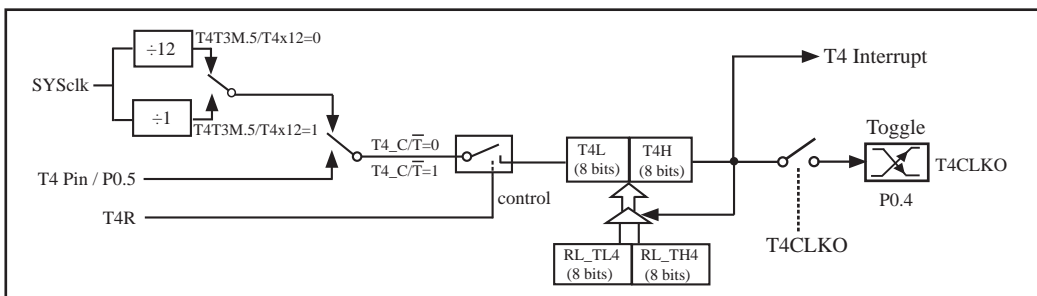 T4T3M.5/T4x12=0
÷12
SYSclk
÷1
T4T3M.5/T4x12=1
T4 Pin / P0.5
T4R
T4_C/T̅=0
T4_C/T̅=1
control
T4L
(8 bits)
T4H
(8 bits)
RL_TL4
(8 bits)
RL_TH4
(8 bits)
T4 Interrupt
Toggle
T4CLKO
P0.4
T4CLKO